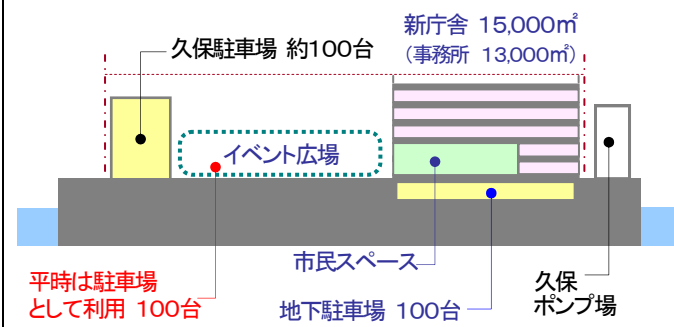 新庁舎 15,000㎡
(事務所 13,000㎡)
久保駐車場 約100台
イベント広場
市民スペース
平時は駐車場
として利用 100台
地下駐車場 100台
久保
ポンプ場